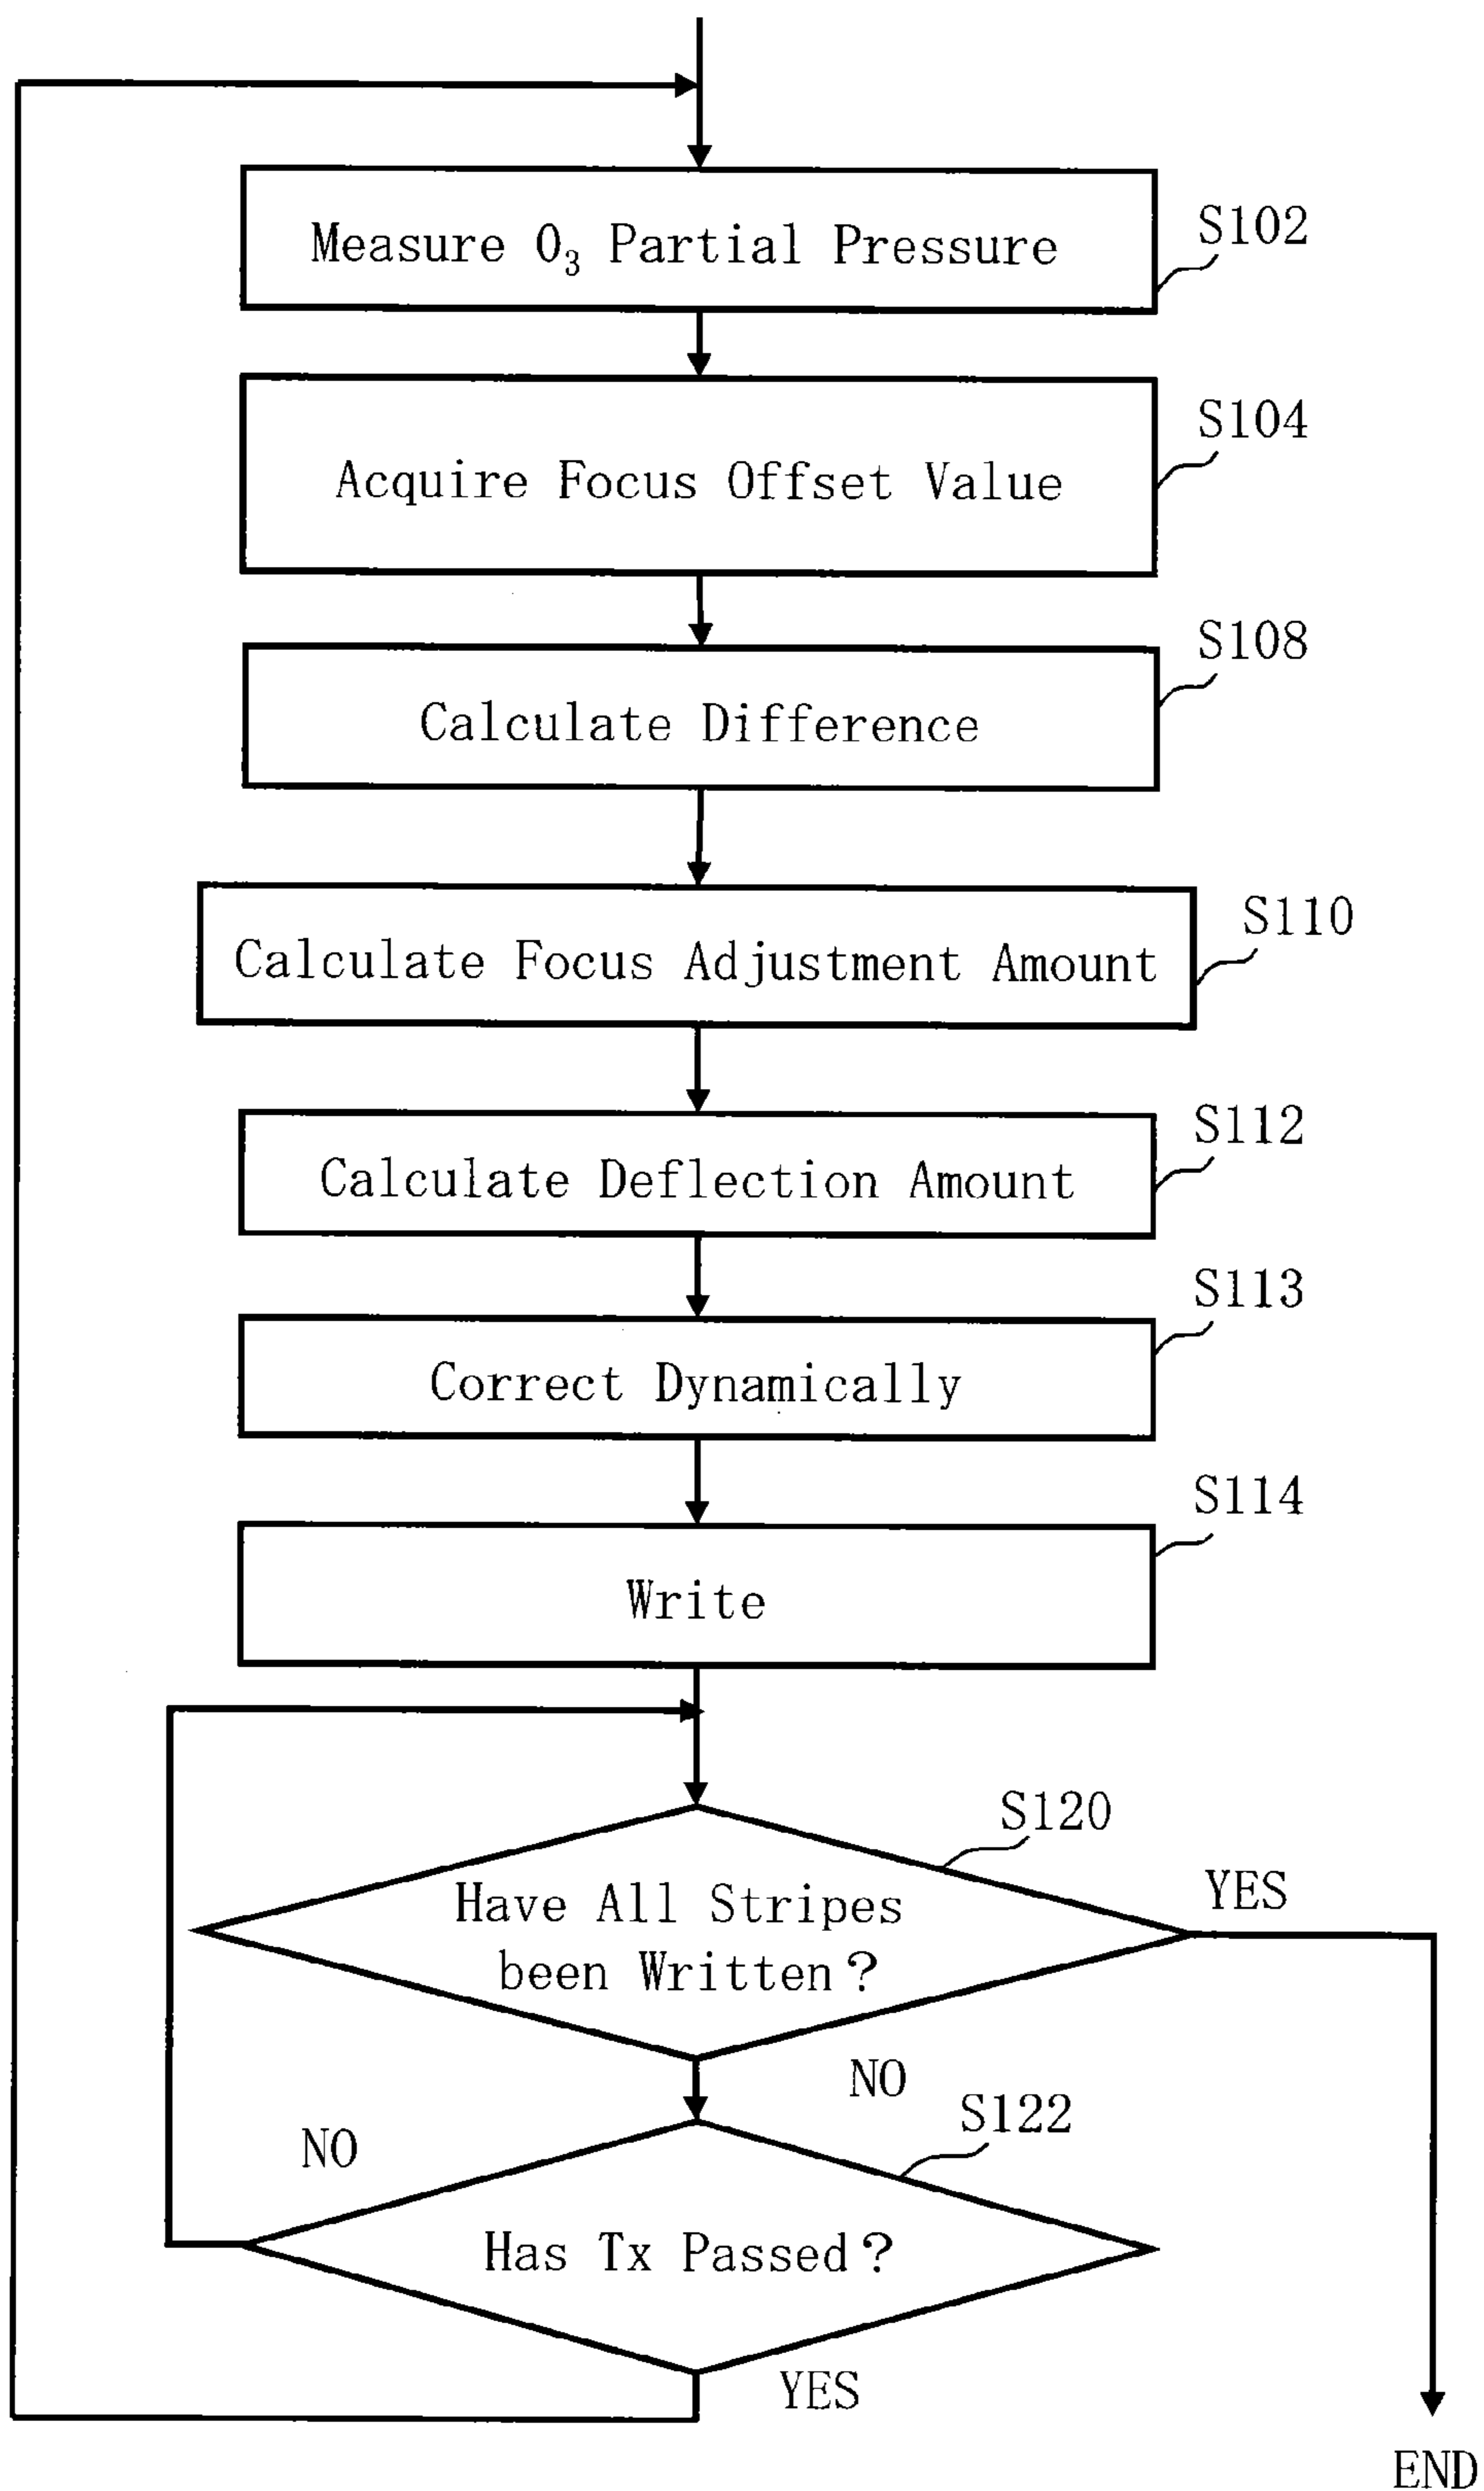 S102
Measure O₃ Partial Pressure
S104
Acquire Focus Offset Value
S108
Calculate Difference
S110
Calculate Focus Adjustment Amount
S112
Calculate Deflection Amount
S113
Correct Dynamically
S114
Write
S120
YES
Have All Stripes
been Written?
NO
S122
NO
Has Tx Passed?
YES
END